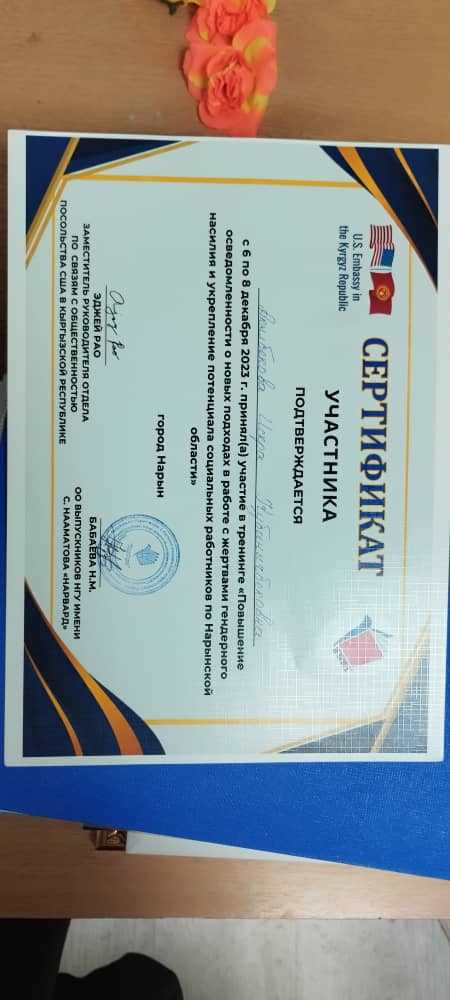 U.S. Embassy in
the Kyrgyz Republic
СЕРТИФИКАТ
УЧАСТНИКА
ПОДТВЕРЖДАЕТСЯ
с 6 по 8 декабря 2023 г. принял(а) участие в тренинге «Повышение
осведомленности о новых подходах в работе с жертвами гендерного
насилия и укрепление потенциала социальных работников по Нарынской
области»
город Нарын
ЭДЖЕЙ РАО
ЗАМЕСТИТЕЛЬ РУКОВОДИТЕЛЯ ОТДЕЛА
ПО СВЯЗЯМ С ОБЩЕСТВЕННОСТЬЮ
ПОСОЛЬСТВА США В КЫРГЫЗСКОЙ РЕСПУБЛИКЕ
БАБАЕВА Н.М.
ОО ВЫПУСКНИКОВ НГУ ИМЕНИ
С. НААМАТОВА «НАРВАРД»